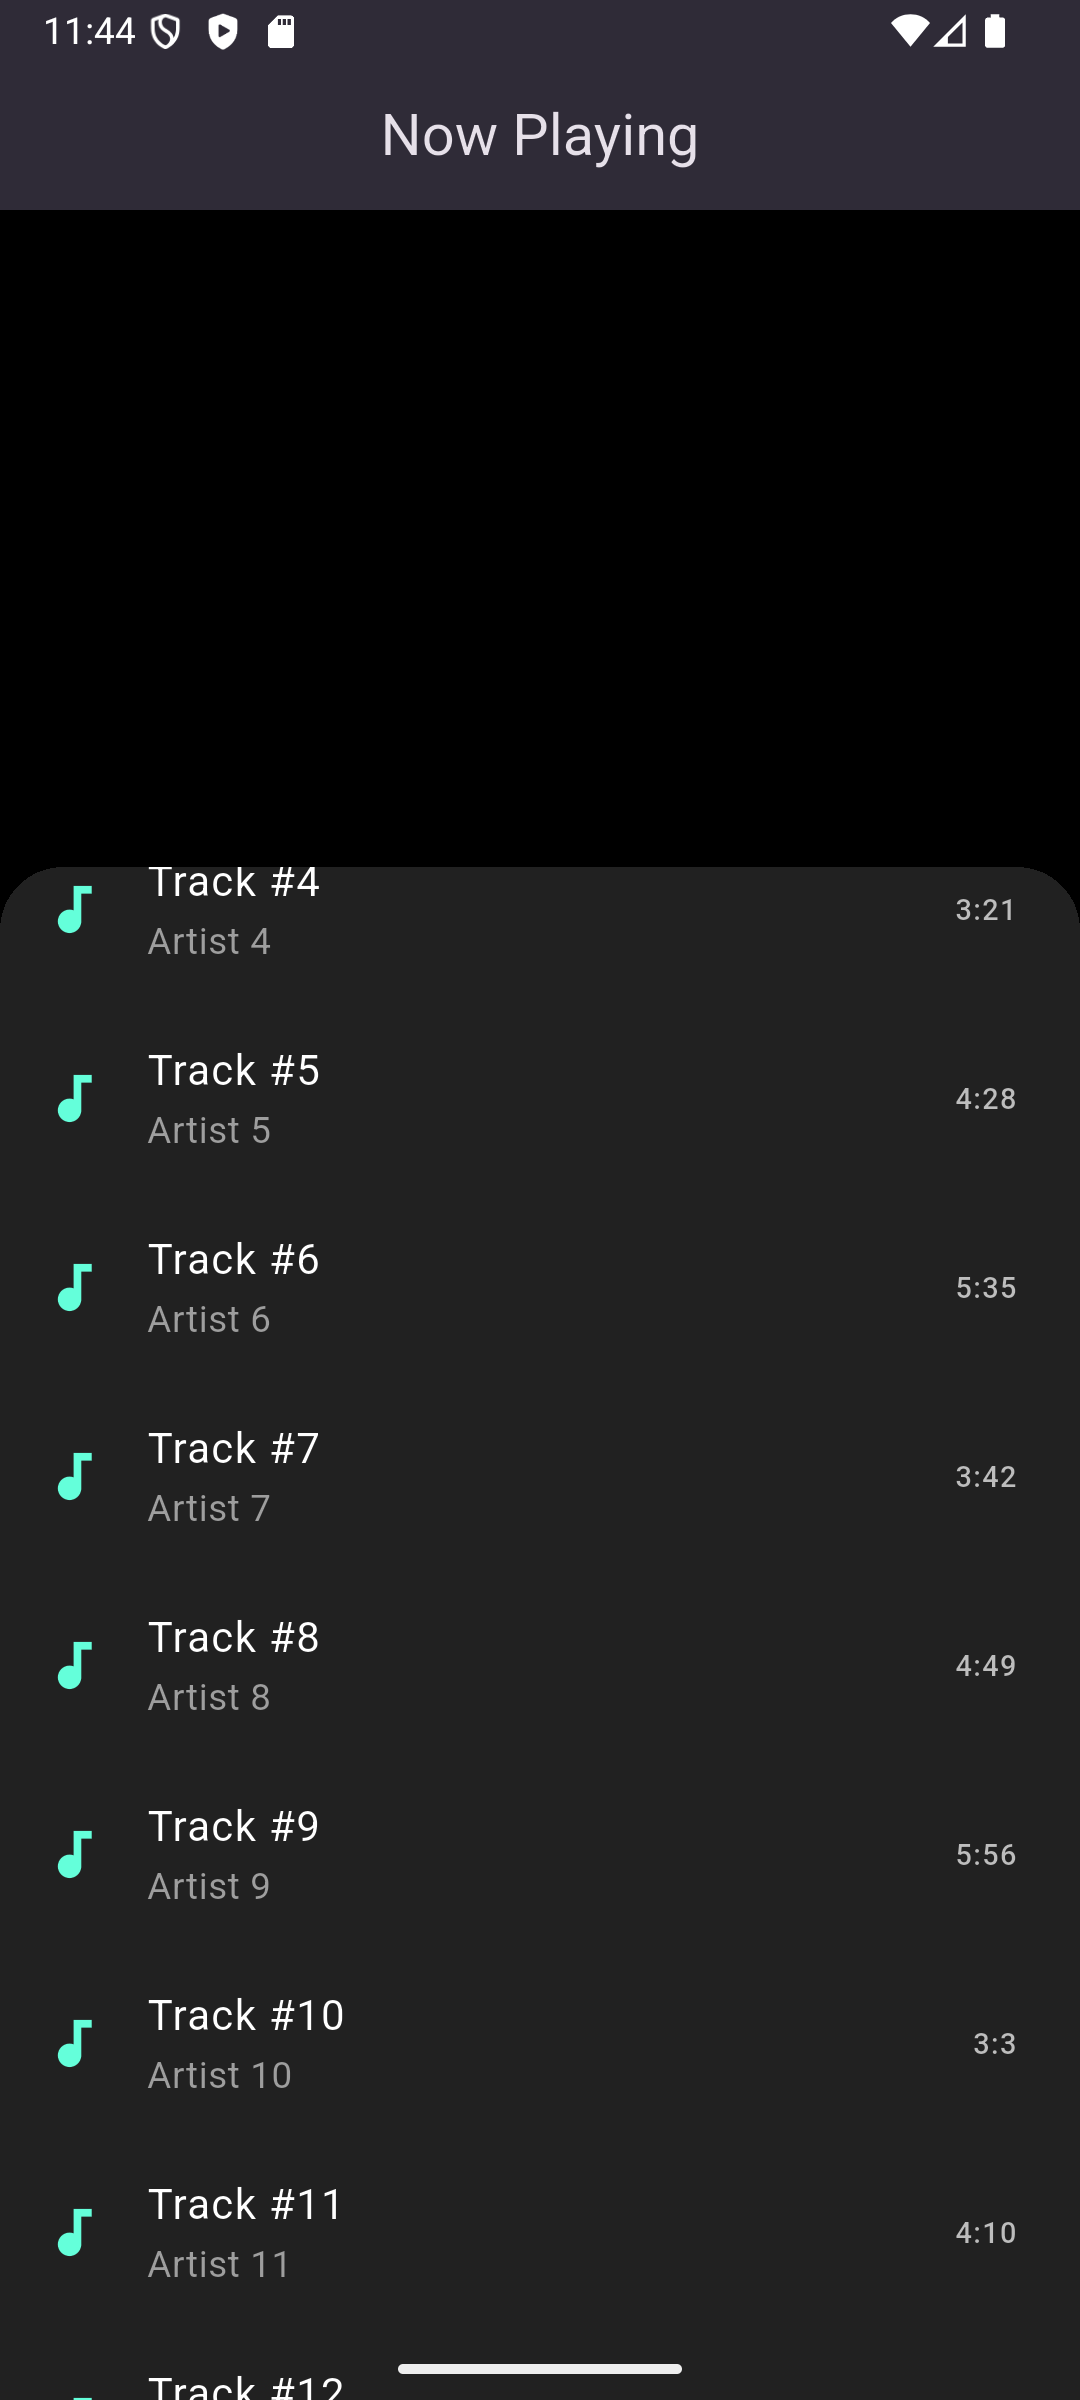 11:44
Now Playing
Track #4
Artist 4
3:21
Track #5
Artist 5
4:28
Track #6
Artist 6
5:35
Track #7
Artist 7
3:42
Track #8
Artist 8
4:49
Track #9
Artist 9
5:56
Track #10
Artist 10
3:3
Track #11
Artist 11
4:10
Track #12